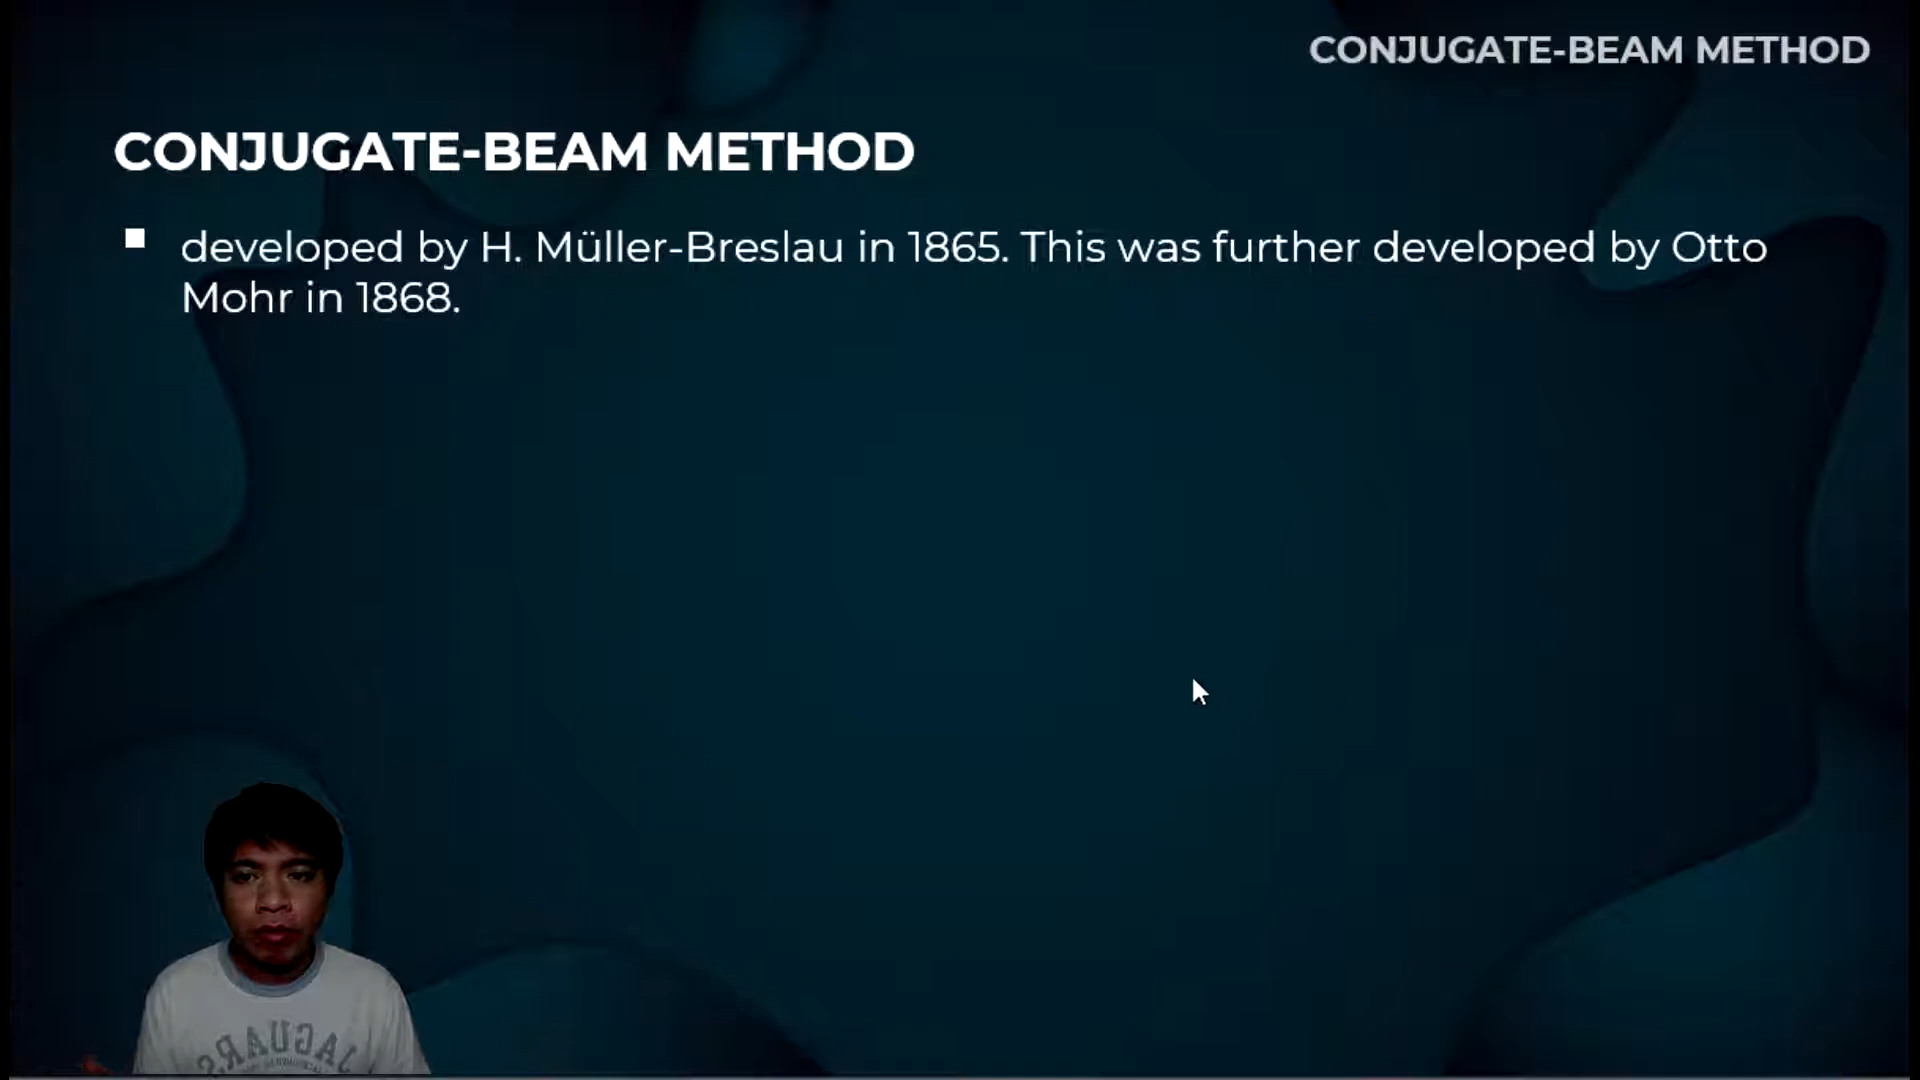 CONJUGATE-BEAM METHOD
CONJUGATE-BEAM METHOD
developed by H. Müller-Breslau in 1865. This was further developed by Otto
Mohr in 1868.
JAGUARS